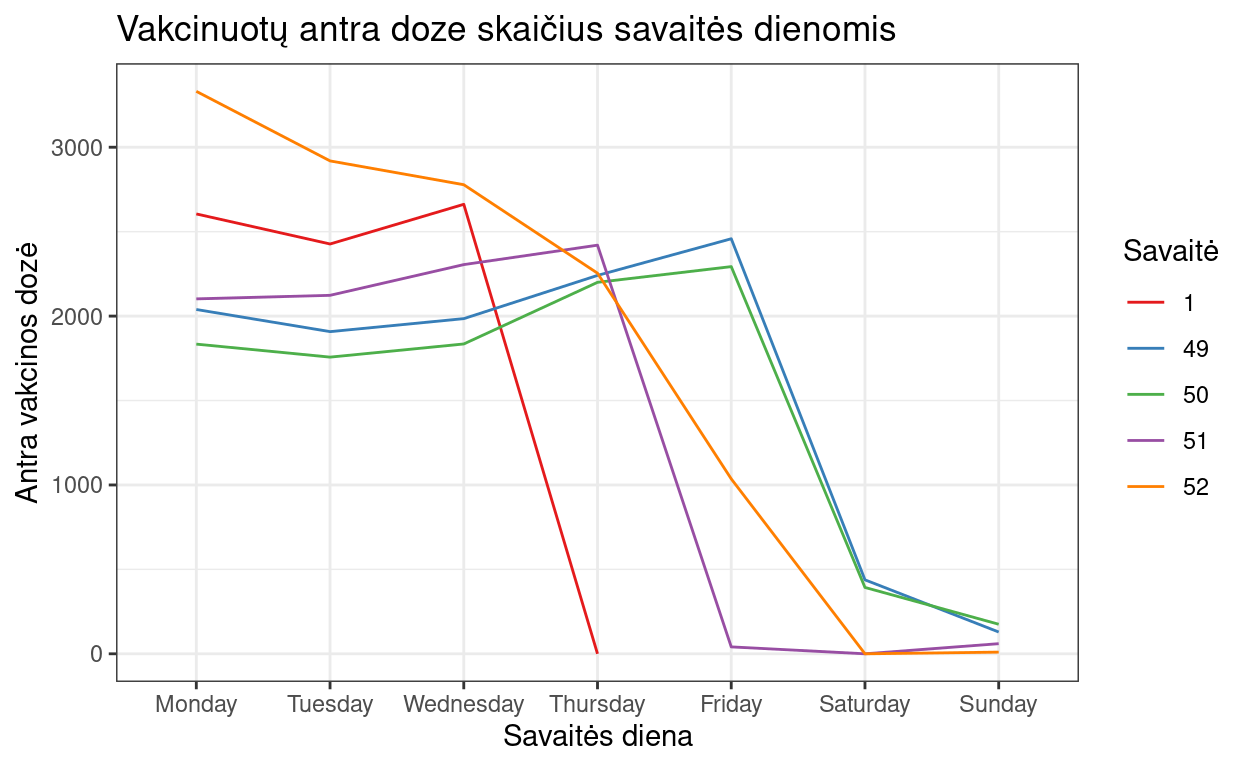 Vakcinuotų antra doze skaičius savaitės dienomis
Antra vakcinos dozė
3000
2000
1000
0
Monday Tuesday Wednesday Thursday Friday Saturday Sunday
Savaitės diena
Savaitė
1
49
50
51
52